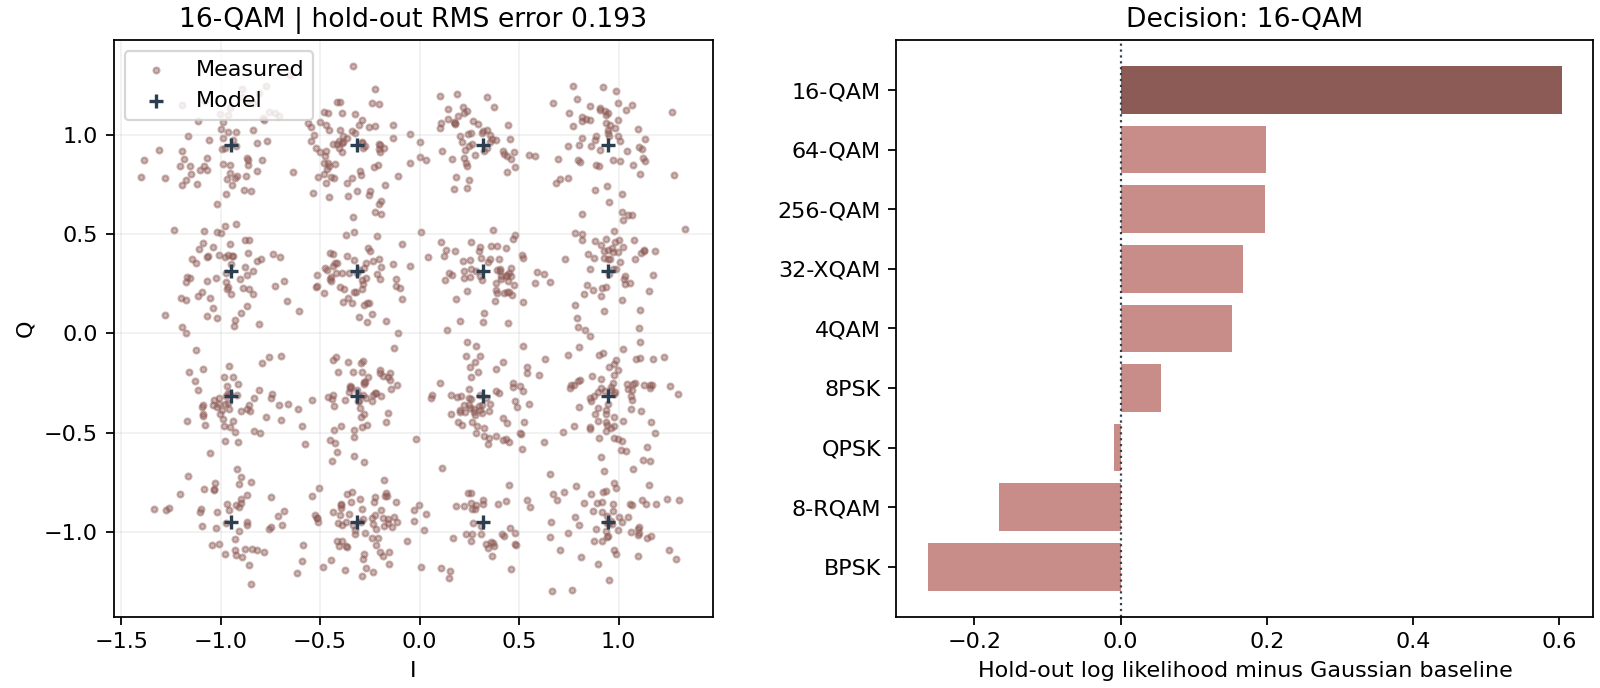 16-QAM | hold-out RMS error 0.193
Measured
Model
1.0
0.5
0.0
−0.5
−1.0
Q
−1.5
−1.0
−0.5
0.0
0.5
1.0
I
Decision: 16-QAM
16-QAM
64-QAM
256-QAM
32-XQAM
4QAM
8PSK
QPSK
8-RQAM
BPSK
−0.2
0.0
0.2
0.4
0.6
Hold-out log likelihood minus Gaussian baseline